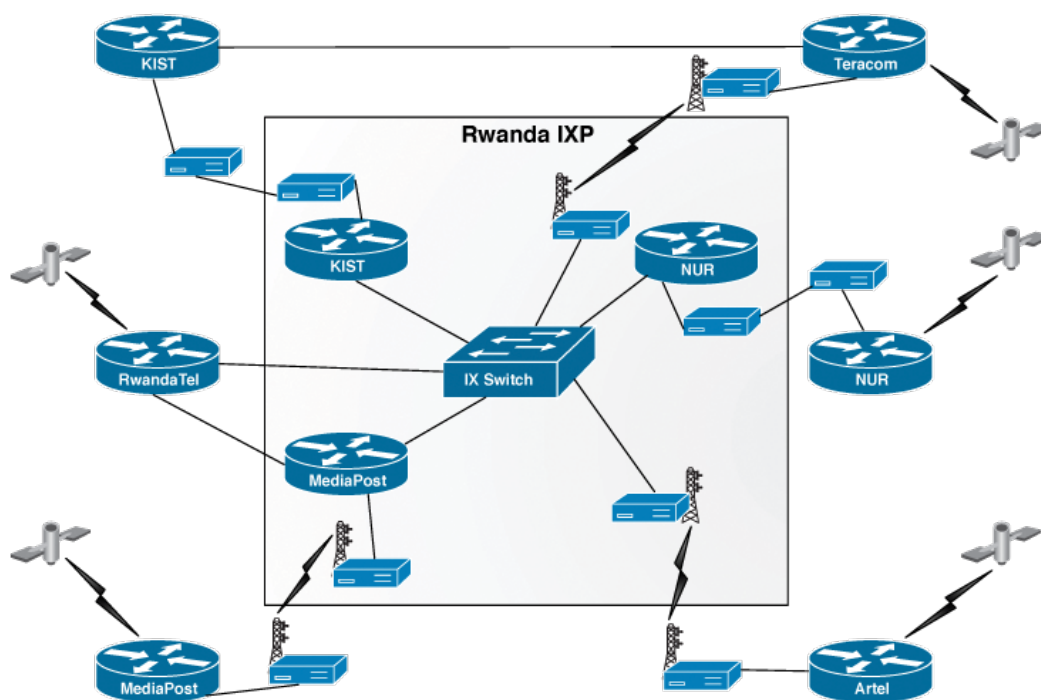 KIST
Teracom
Rwanda IXP
KIST
NUR
RwandaTel
IX Switch
NUR
MediaPost
MediaPost
Artel